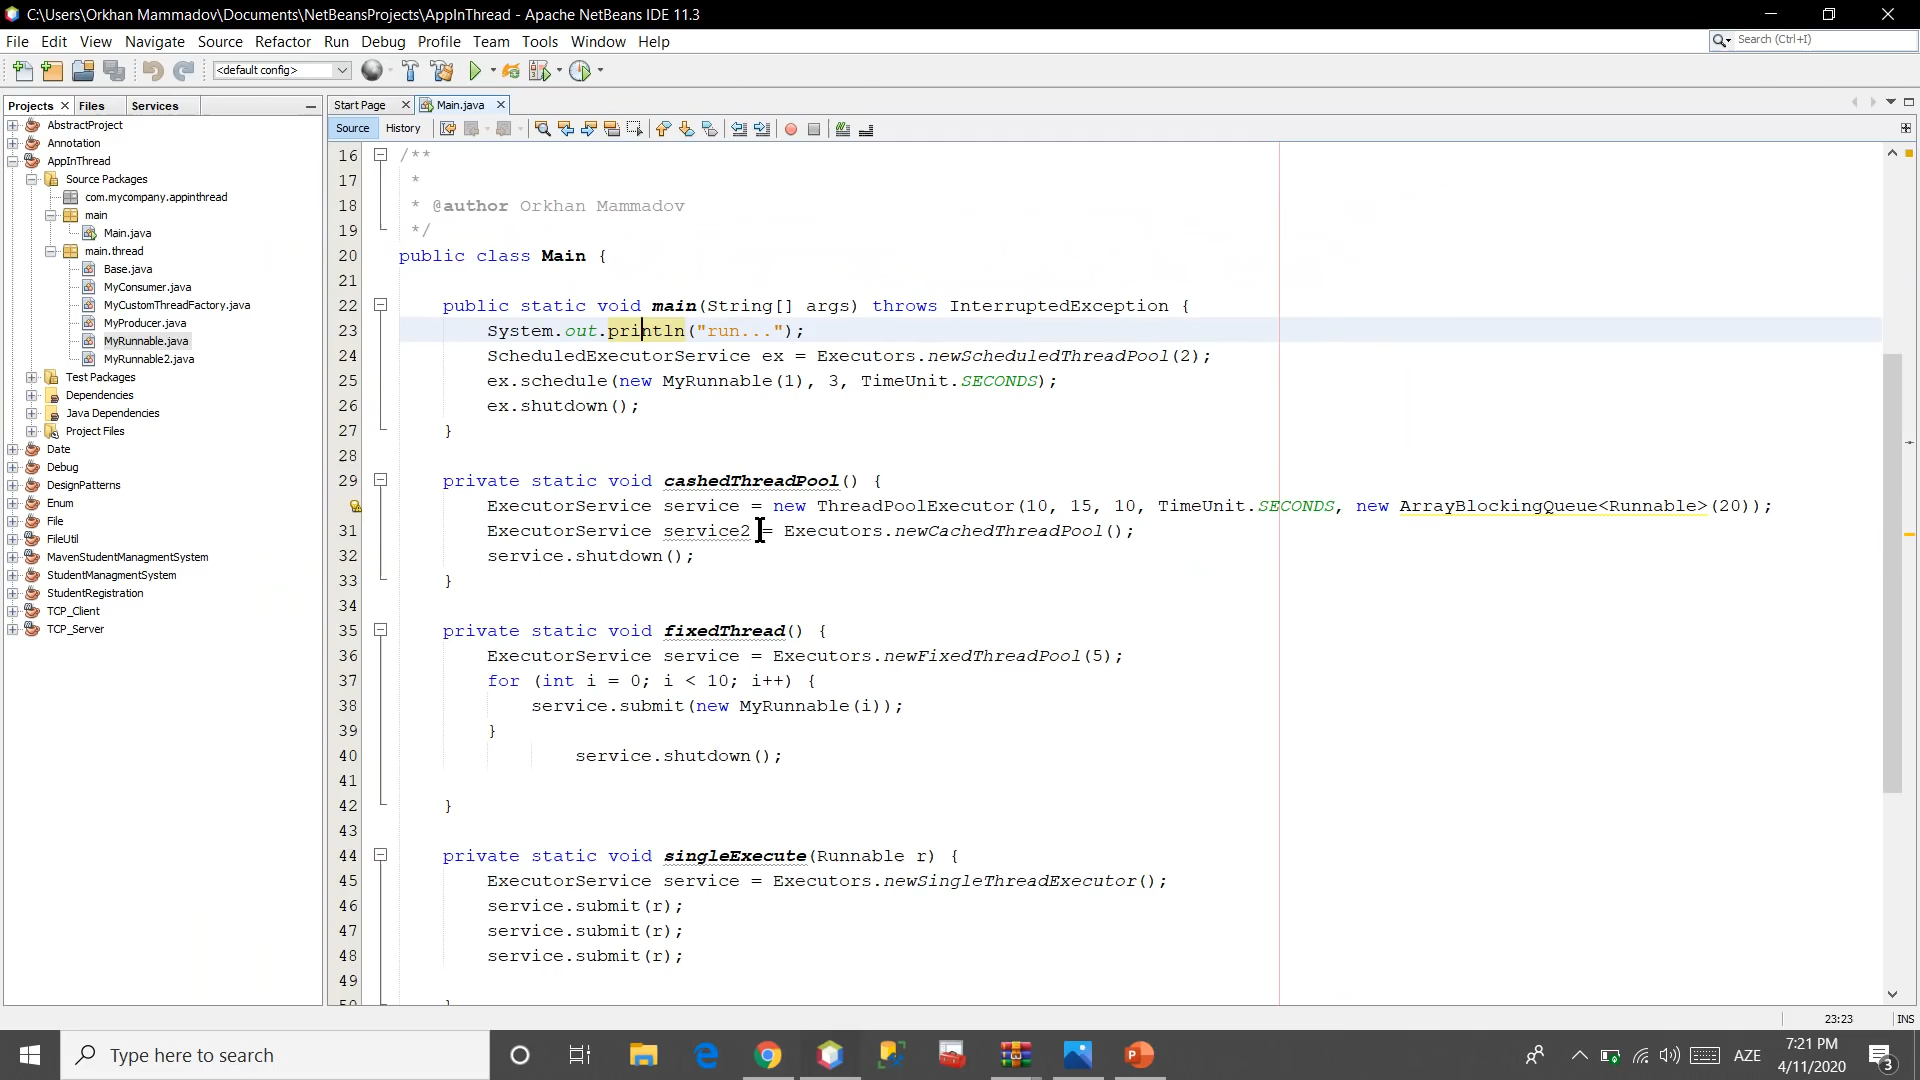 C:\Users\Orkhan Mammadov\Documents\NetBeansProjects\AppInThread - Apache NetBeans IDE 11.3
File Edit View Navigate Source Refactor Run Debug Profile Team Tools Window Help
Search (Ctrl+I)
<default config>
Projects Files Services
Start Page Main.java
Source History
AbstractProject
Annotation
AppInThread
Source Packages
com.mycompany.appinthread
main
Main.java
main.thread
Base.java
MyConsumer.java
MyCustomThreadFactory.java
MyProducer.java
MyRunnable.java
MyRunnable2.java
Test Packages
Dependencies
Java Dependencies
Project Files
Date
Debug
DesignPatterns
Enum
File
FileUtil
MavenStudentManagmentSystem
StudentManagmentSystem
StudentRegistration
TCP_Client
TCP_Server
16 /**
17 *
18 * @author Orkhan Mammadov
19 */
20 public class Main {
21
22 public static void main(String[] args) throws InterruptedException {
23 System.out.println("run...");
24 ScheduledExecutorService ex = Executors.newScheduledThreadPool(2);
25 ex.schedule(new MyRunnable(1), 3, TimeUnit.SECONDS);
26 ex.shutdown();
27 }
28
29 private static void cashedThreadPool() {
ExecutorService service = new ThreadPoolExecutor(10, 15, 10, TimeUnit.SECONDS, new ArrayBlockingQueue<Runnable>(20));
31 ExecutorService service2 = Executors.newCachedThreadPool();
32 service.shutdown();
33 }
34
35 private static void fixedThread() {
36 ExecutorService service = Executors.newFixedThreadPool(5);
37 for (int i = 0; i < 10; i++) {
38 service.submit(new MyRunnable(i));
39 }
40 service.shutdown();
41
42 }
43
44 private static void singleExecute(Runnable r) {
45 ExecutorService service = Executors.newSingleThreadExecutor();
46 service.submit(r);
47 service.submit(r);
48 service.submit(r);
49
23:23 INS
Type here to search
AZE
7:21 PM
4/11/2020
3